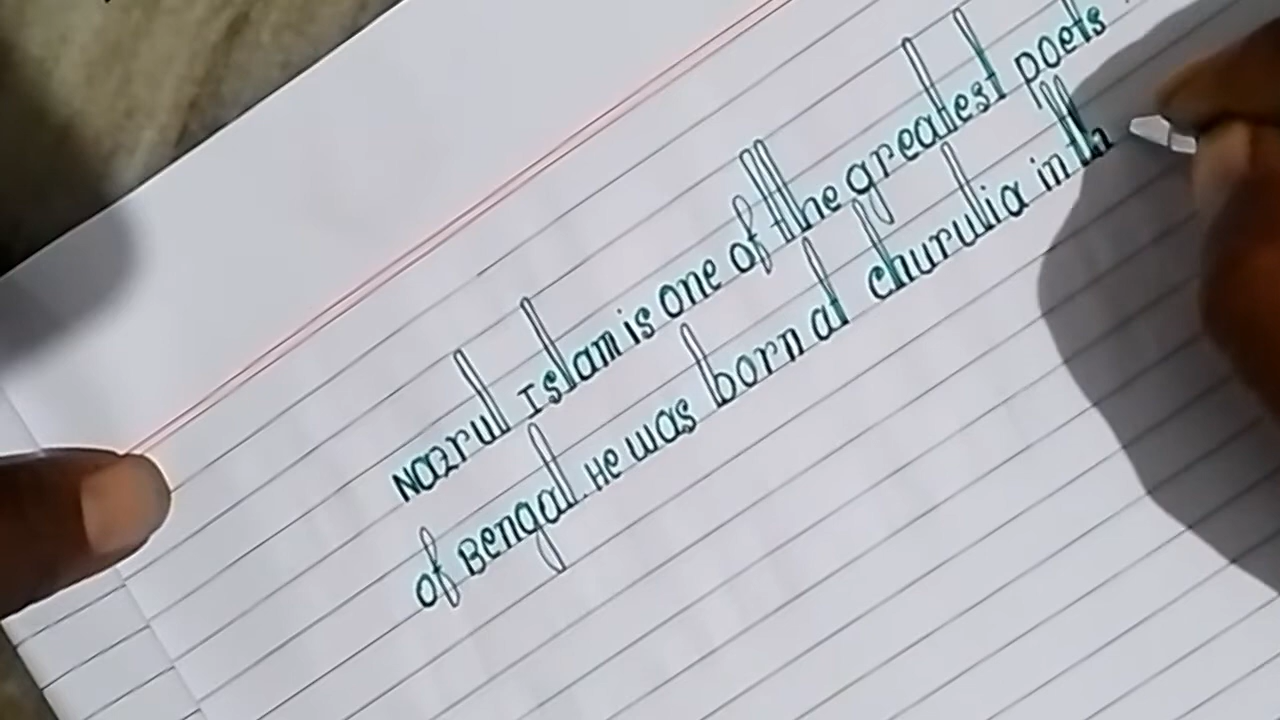 Nazrul Islam is one of the greatest poets
of Bengal. He was born at churulia in th